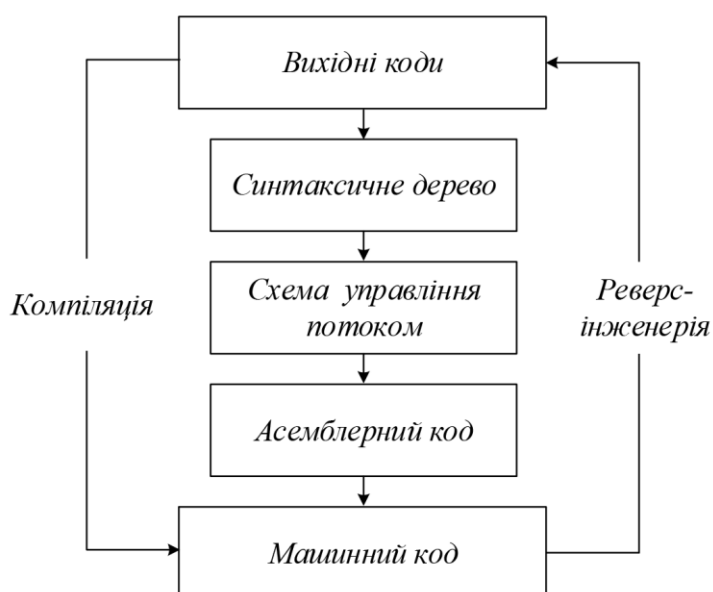 Вихідні коди
Синтаксичне дерево
Схема управління
потоком
Компіляція
Реверс-
інженерія
Асемблерний код
Машинний код